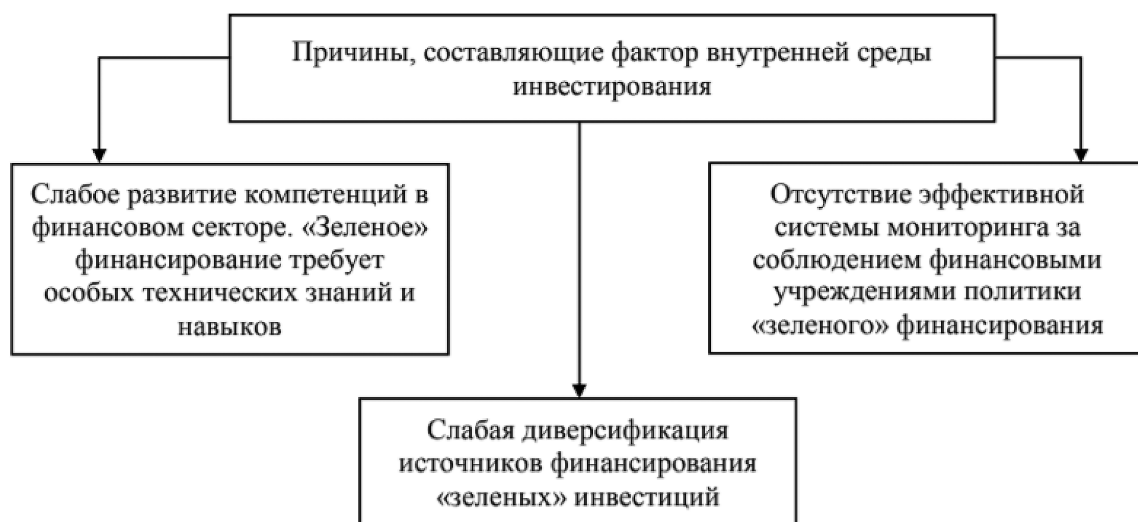 Причины, составляющие фактор внутренней среды
инвестирования
Слабое развитие компетенций в
финансовом секторе. «Зеленое»
финансирование требует
особых технических знаний и
навыков
Отсутствие эффективной
системы мониторинга за
соблюдением финансовыми
учреждениями политики
«зеленого» финансирования
Слабая диверсификация
источников финансирования
«зеленых» инвестиций